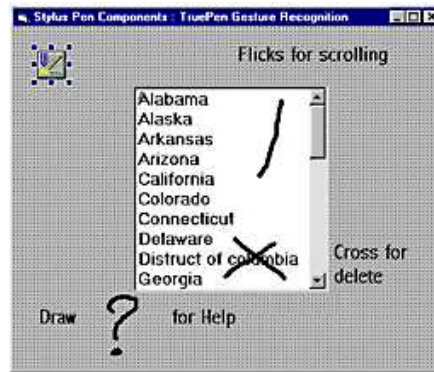 Stylus Pen Components : TruePen Gesture Recognition
Flicks for scrolling
Alabama
Alaska
Arkansas
Arizona
California
Colorado
Connecticut
Delaware
Distruct of columbia
Georgia
Cross for
delete
Draw ? for Help